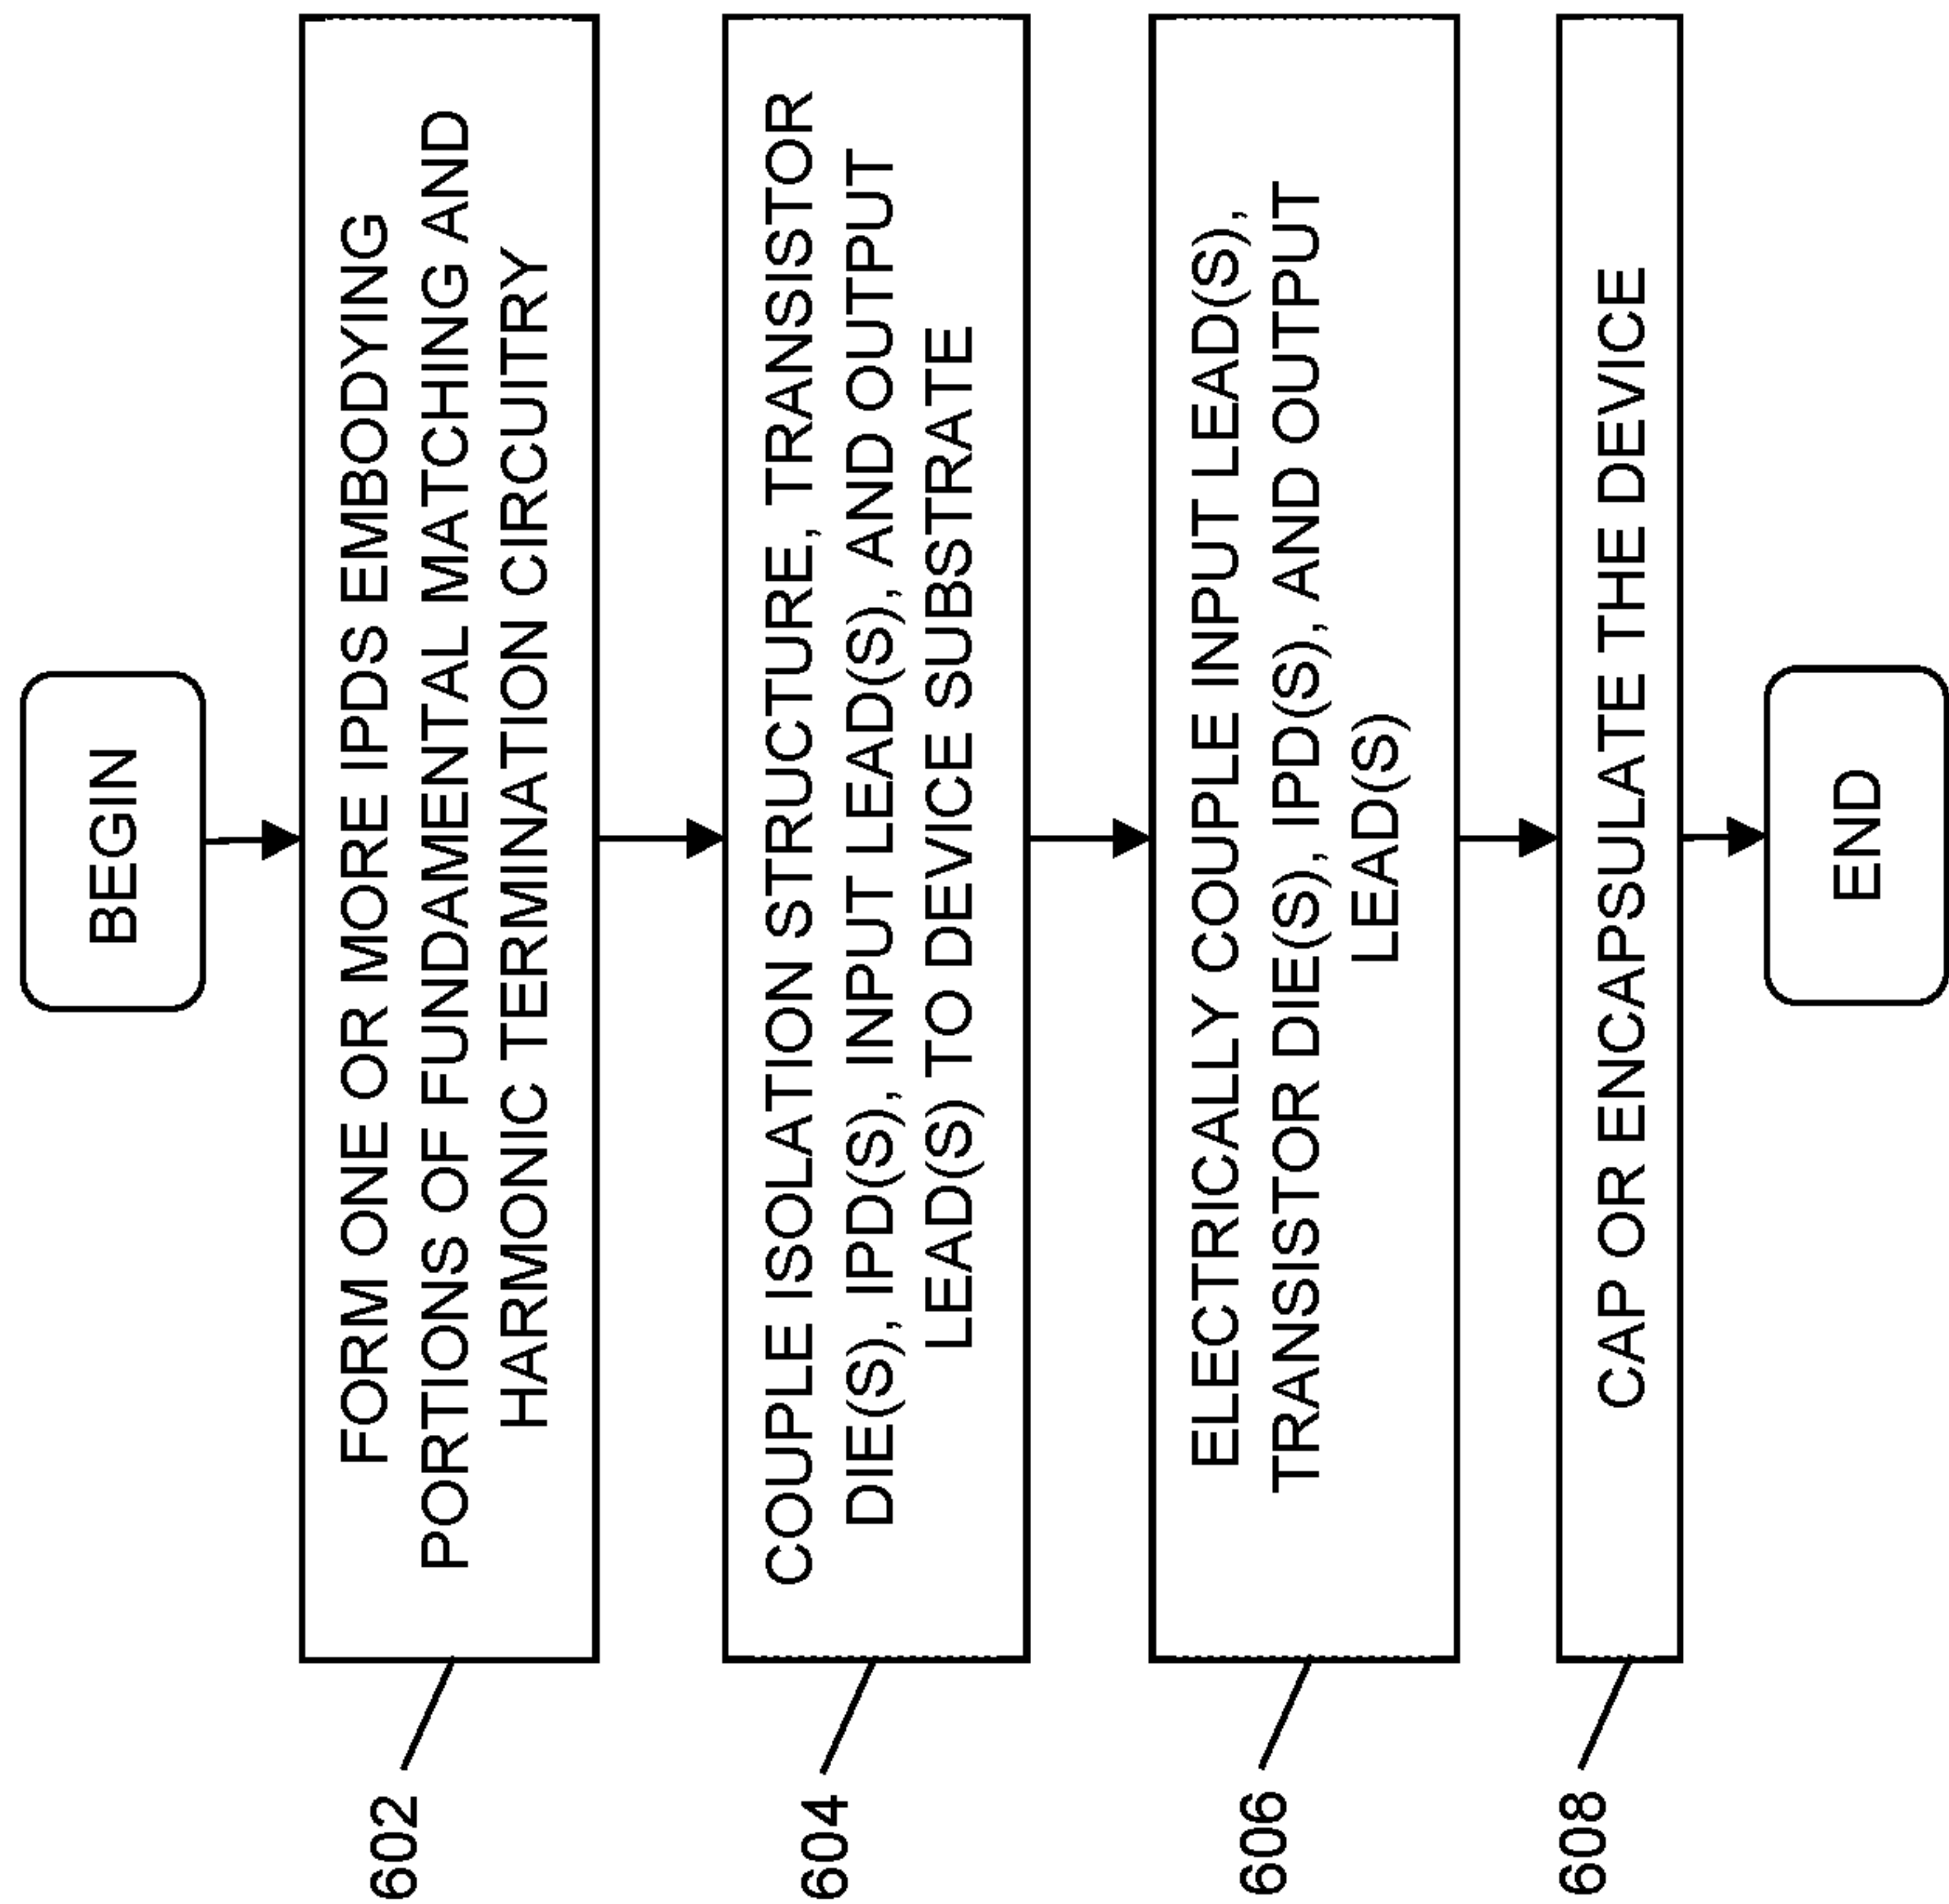 BEGIN
602
FORM ONE OR MORE IPDS EMBODYING
PORTIONS OF FUNDAMENTAL MATCHING AND
HARMONIC TERMINATION CIRCUITRY
604
COUPLE ISOLATION STRUCTURE, TRANSISTOR
DIE(S), IPD(S), INPUT LEAD(S), AND OUTPUT
LEAD(S) TO DEVICE SUBSTRATE
606
ELECTRICALLY COUPLE INPUT LEAD(S),
TRANSISTOR DIE(S), IPD(S), AND OUTPUT
LEAD(S)
608
CAP OR ENCAPSULATE THE DEVICE
END